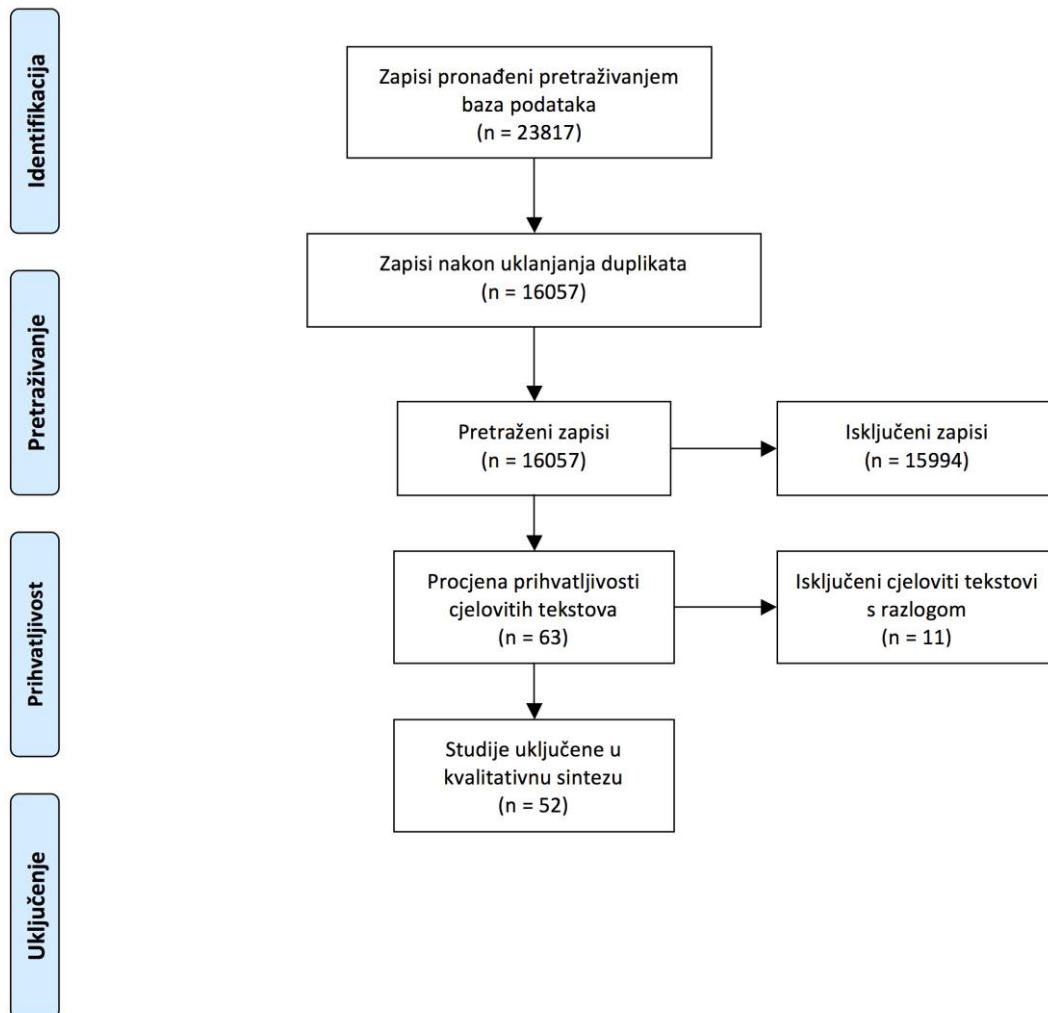 Identifikacija
Zapisi pronađeni pretraživanjem
baza podataka
(n = 23817)
Zapisi nakon uklanjanja duplikata
(n = 16057)
Pretraživanje
Pretraženi zapisi
(n = 16057)
Isključeni zapisi
(n = 15994)
Prihvatljivost
Procjena prihvatljivosti
cjelovitih tekstova
(n = 63)
Isključeni cjeloviti tekstovi
s razlogom
(n = 11)
Studije uključene u
kvalitativnu sintezu
(n = 52)
Uključenje